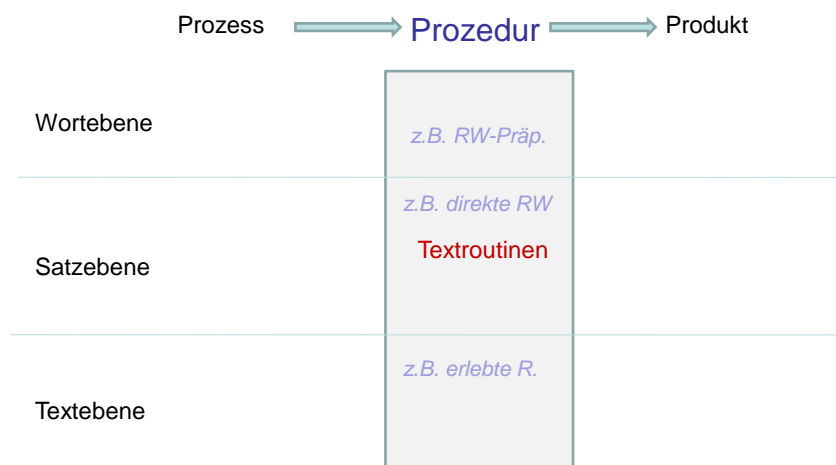 Prozess Prozedur Produkt
Wortebene
z.B. RW-Präp.
z.B. direkte RW
Textroutinen
Satzebene
z.B. erlebte R.
Textebene